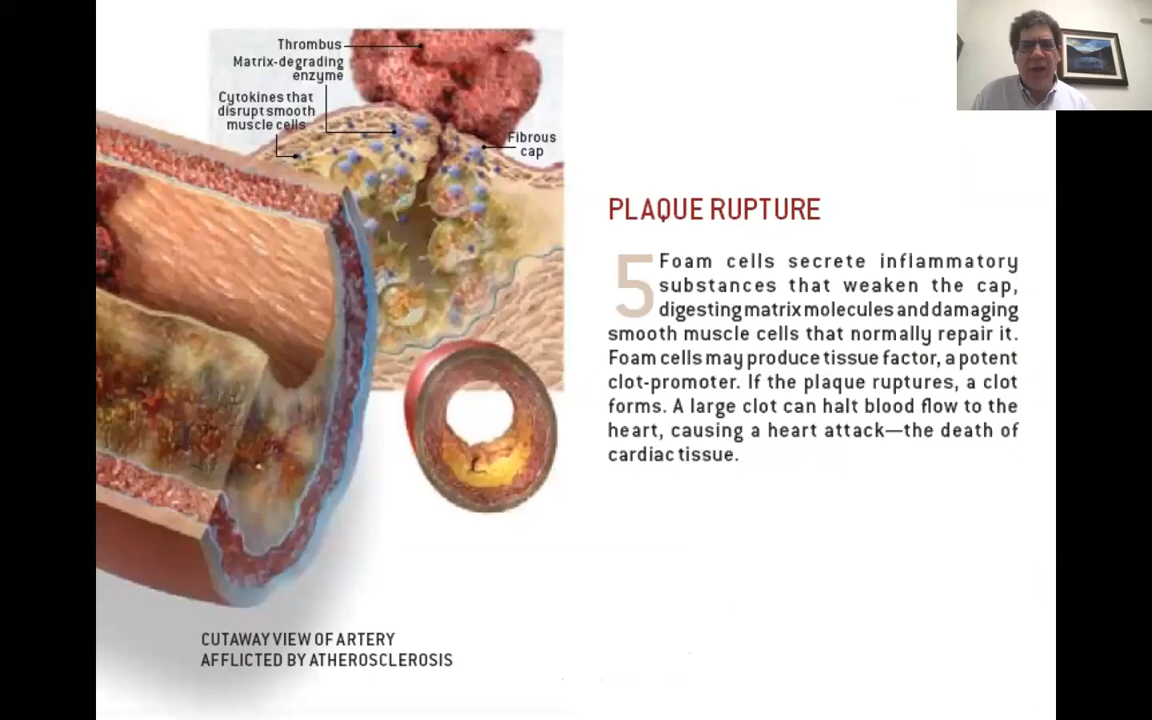 Thrombus
Matrix-degrading
enzyme
Cytokines that
disrupt smooth
muscle cells
Fibrous
cap
PLAQUE RUPTURE
5 Foam cells secrete inflammatory
substances that weaken the cap,
digesting matrix molecules and damaging
smooth muscle cells that normally repair it.
Foam cells may produce tissue factor, a potent
clot-promoter. If the plaque ruptures, a clot
forms. A large clot can halt blood flow to the
heart, causing a heart attack—the death of
cardiac tissue.
CUTAWAY VIEW OF ARTERY
AFFLICTED BY ATHEROSCLEROSIS